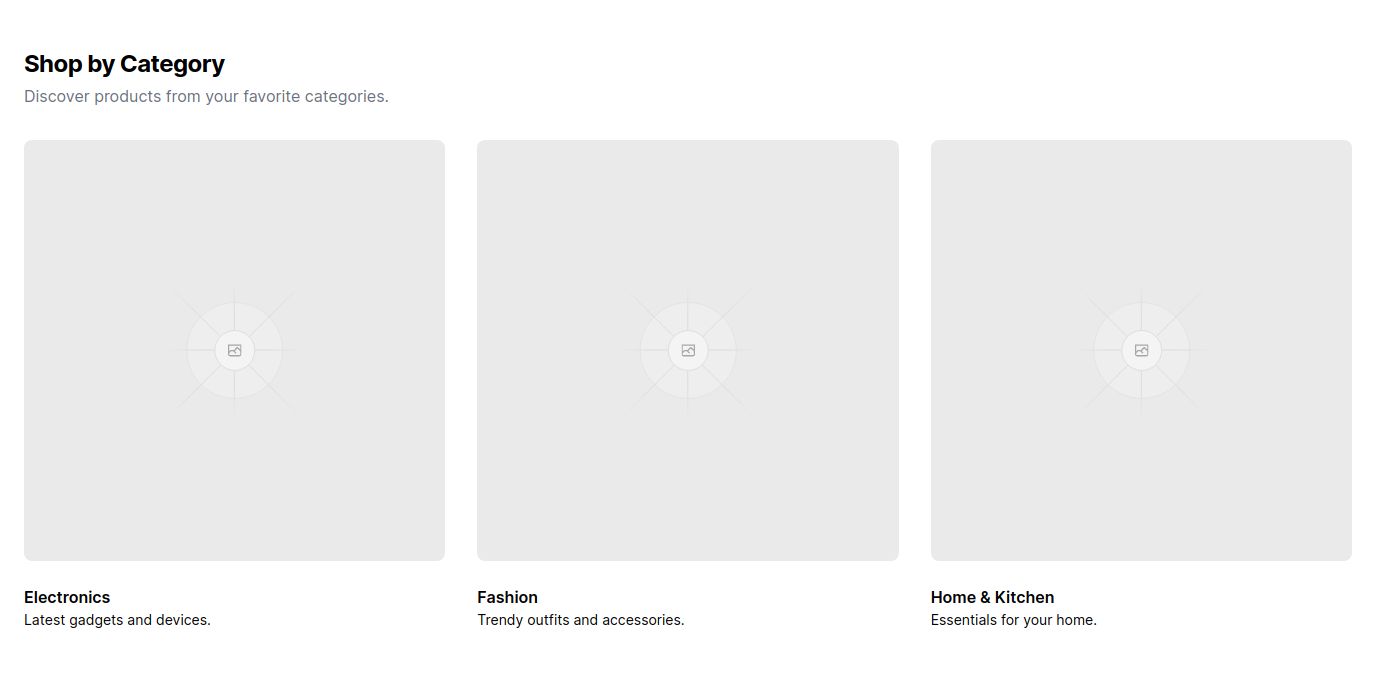 Shop by Category
Discover products from your favorite categories.
Electronics
Latest gadgets and devices.
Fashion
Trendy outfits and accessories.
Home & Kitchen
Essentials for your home.